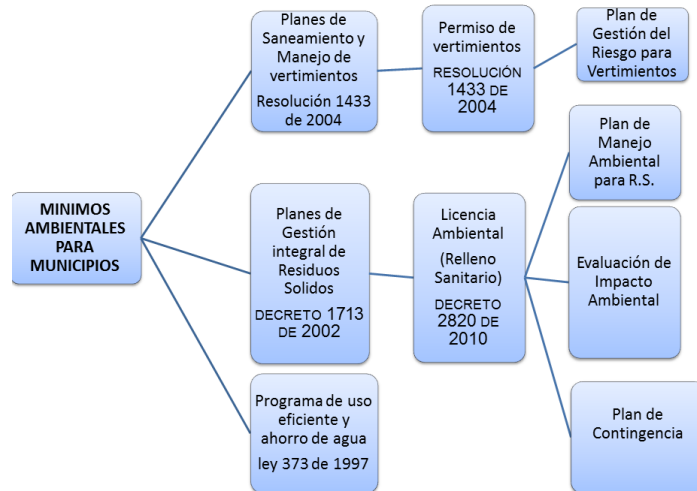 Planes de
Saneamiento y
Manejo de
vertimientos
Resolución 1433
de 2004
Permiso de
vertimientos
RESOLUCIÓN
1433 DE
2004
Plan de
Gestión del
Riesgo para
Vertimientos
MINIMOS
AMBIENTALES
PARA
MUNICIPIOS
Planes de
Gestión
integral de
Residuos
Solidos
DECRETO 1713
DE 2002
Licencia
Ambiental
(Relleno
Sanitario)
DECRETO
2820 DE
2010
Plan de
Manejo
Ambiental
para R.S.
Evaluación de
Impacto
Ambiental
Plan de
Contingencia
Programa de uso
eficiente y
ahorro de agua
ley 373 de 1997